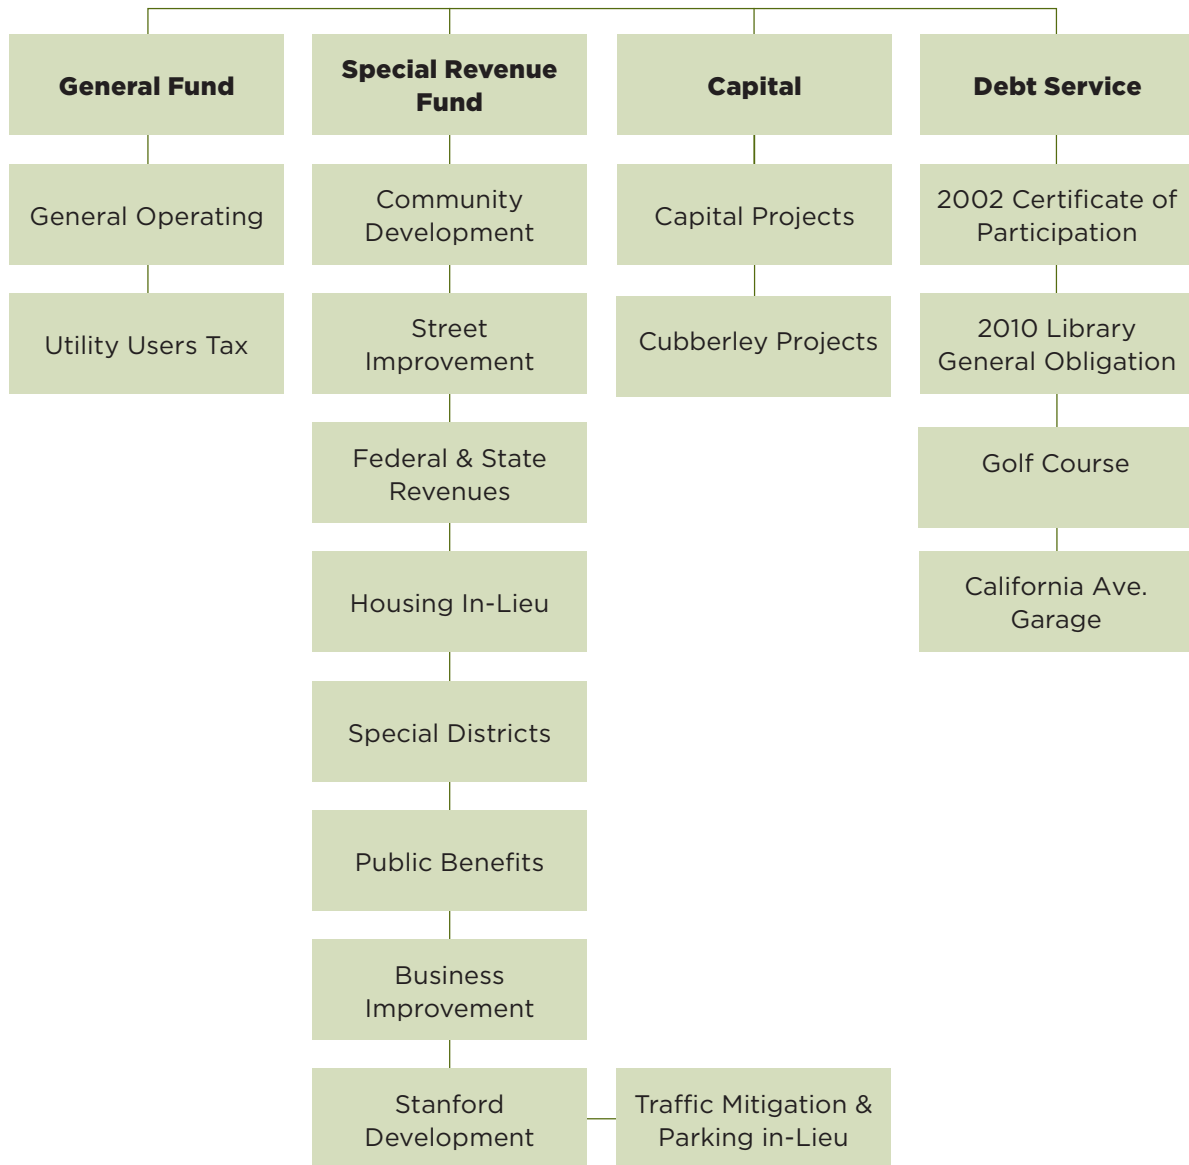 General Fund
Special Revenue
Fund
Capital
Debt Service
General Operating
Utility Users Tax
Community
Development
Street
Improvement
Federal & State
Revenues
Housing In-Lieu
Special Districts
Public Benefits
Business
Improvement
Stanford
Development
Traffic Mitigation &
Parking in-Lieu
Capital Projects
Cubberley Projects
2002 Certificate of
Participation
2010 Library
General Obligation
Golf Course
California Ave.
Garage